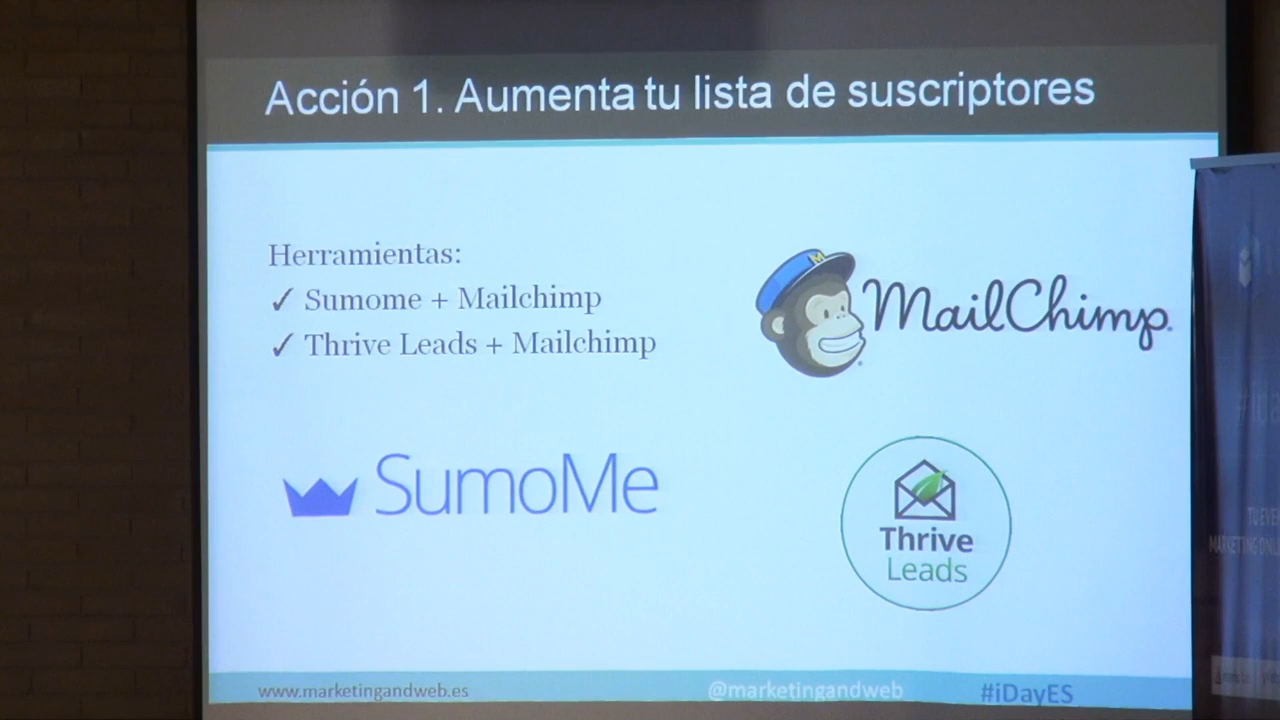 Acción 1. Aumenta tu lista de suscriptores
Herramientas:
✓ Sumome + Mailchimp
✓ Thrive Leads + Mailchimp
M
MailChimp
SumoMe
Thrive
Leads
www.marketingandweb.es
@marketingandweb
#iDayES